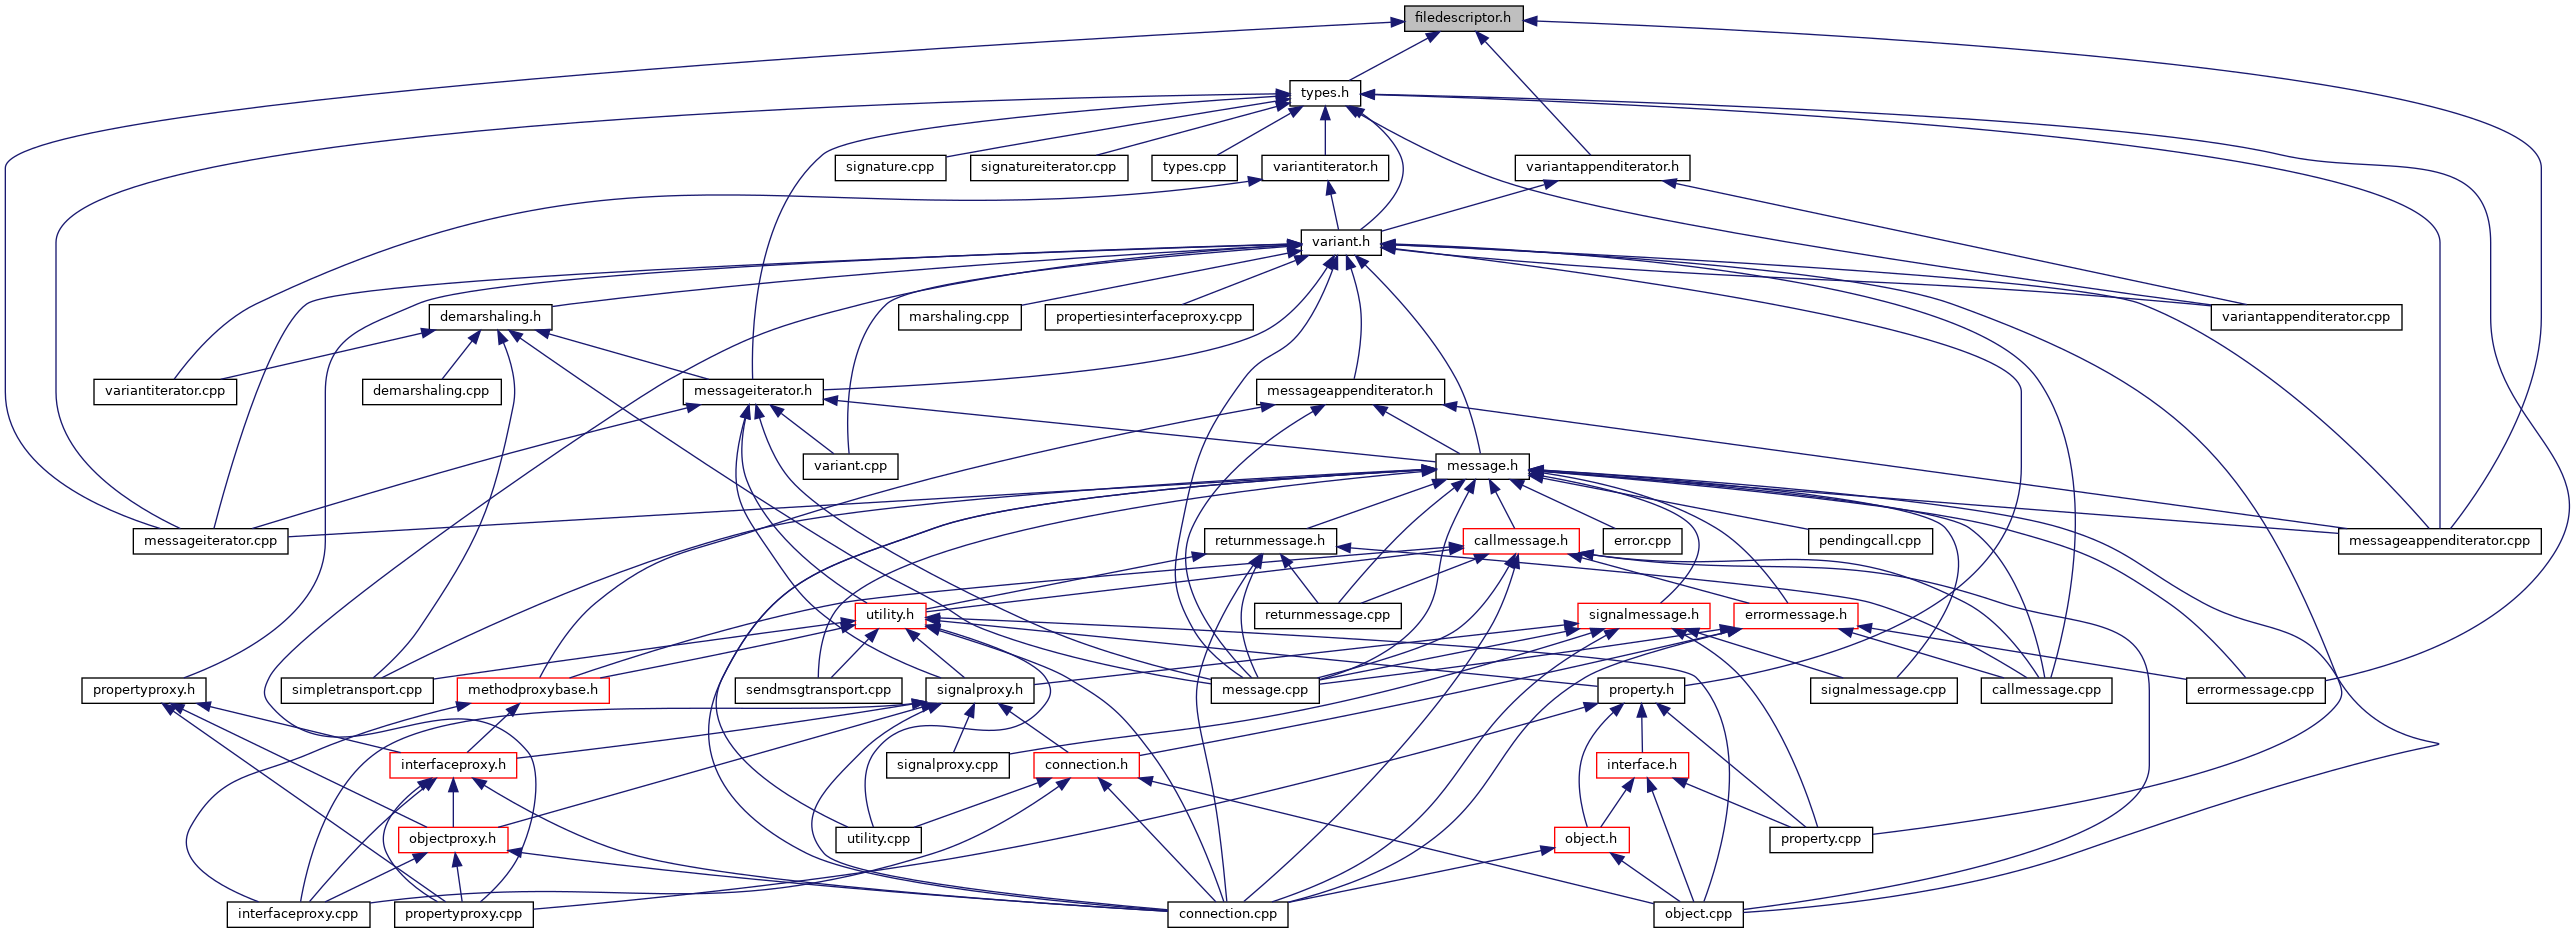 filedescriptor.h
types.h
signature.cpp
signatureiterator.cpp
types.cpp
variantiterator.h
variantappenditerator.h
variant.h
demarshaling.h
marshaling.cpp
propertiesinterfaceproxy.cpp
variantappenditerator.cpp
variantiterator.cpp
demarshaling.cpp
messageiterator.h
messageappenditerator.h
variant.cpp
message.h
messageiterator.cpp
returnmessage.h
callmessage.h
error.cpp
pendingcall.cpp
messageappenditerator.cpp
utility.h
returnmessage.cpp
signalmessage.h
errormessage.h
propertyproxy.h
simpletransport.cpp
methodproxybase.h
sendmsgtransport.cpp
signalproxy.h
message.cpp
property.h
signalmessage.cpp
callmessage.cpp
errormessage.cpp
interfaceproxy.h
signalproxy.cpp
connection.h
interface.h
objectproxy.h
utility.cpp
object.h
property.cpp
interfaceproxy.cpp
propertyproxy.cpp
connection.cpp
object.cpp